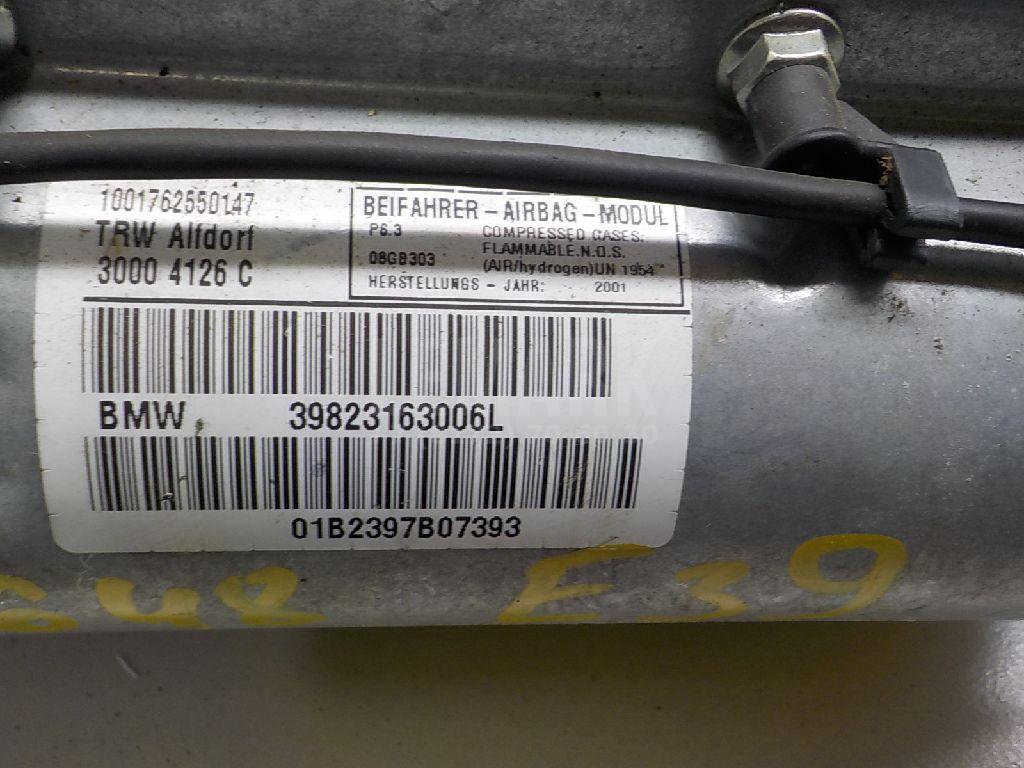 1001762550147
TRW Alfdorf
3000 4126 C
BEIFAHRER - AIRBAG - MODUL
P6.3 COMPRESSED GASES:
FLAMMABLE.N.O.S.
08GB303 (AIR/hydrogen)UN 1954
HERSTELLUNGS - JAHR: 2001
BMW 39823163006L
01B2397B07393
648 E39